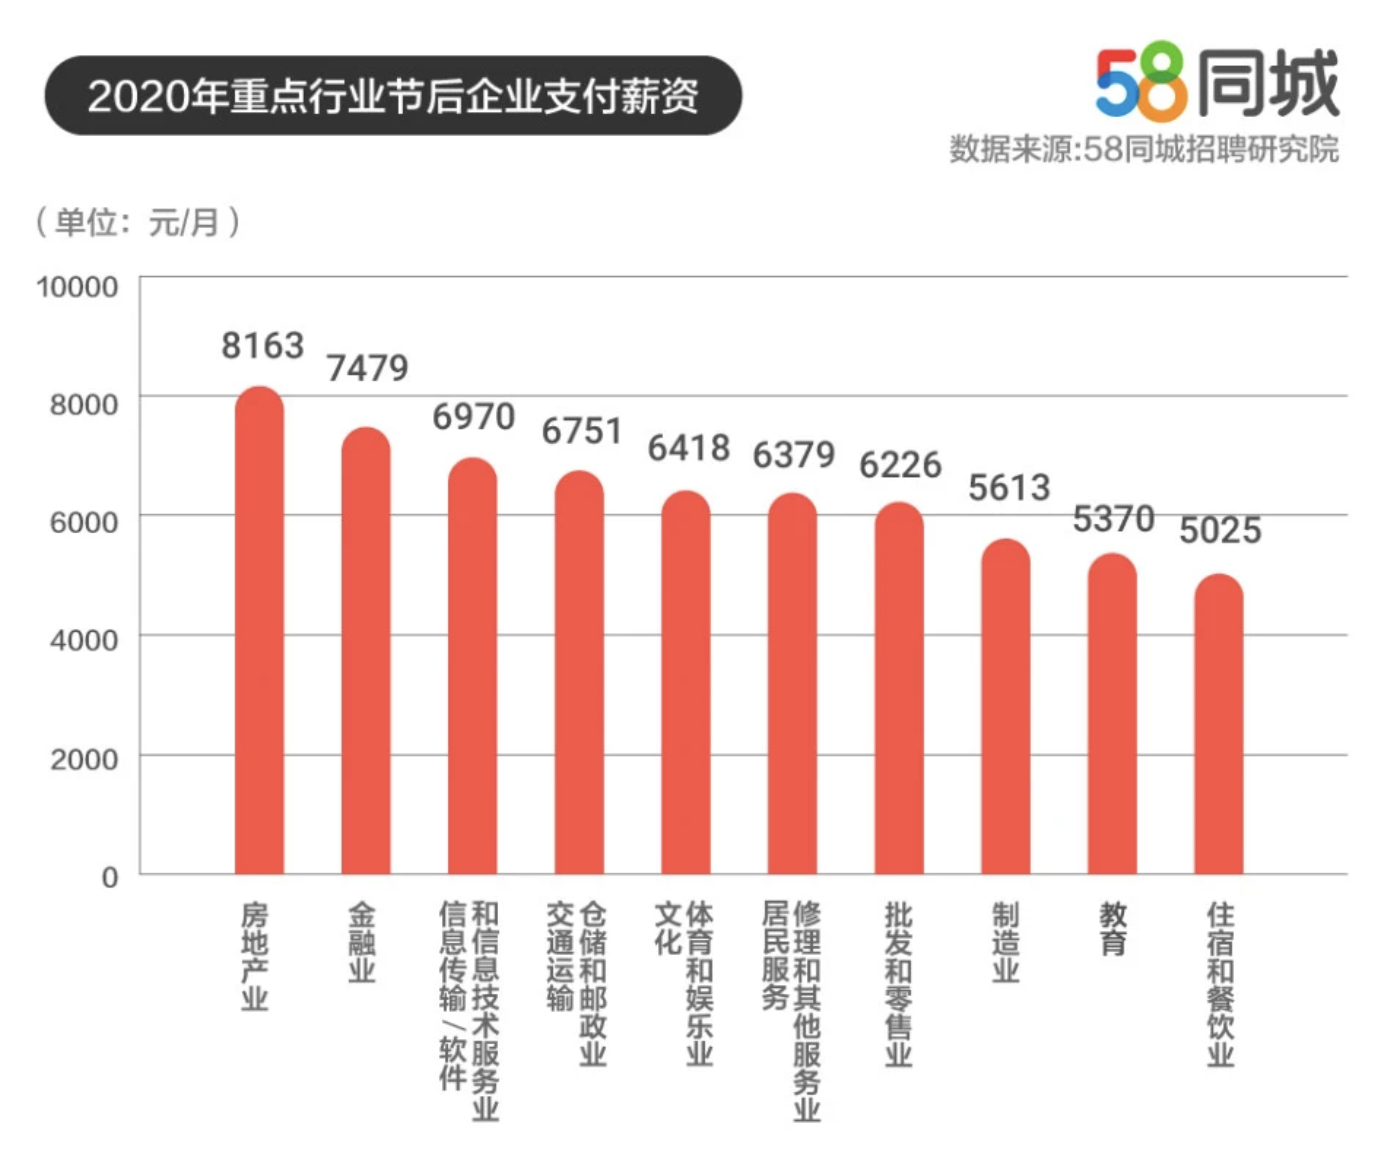 2020年重点行业节后企业支付薪资
58同城
数据来源:58同城招聘研究院
（单位：元/月）
10000
8000
6000
4000
2000
0
8163
7479
6970
6751
6418
6379
6226
5613
5370
5025
房地产业
金融业
信息传输/软件
和信息技术服务业
交通运输
仓储和邮政业
文化
体育和娱乐业
居民服务
修理和其他服务业
批发和零售业
制造业
教育
住宿和餐饮业